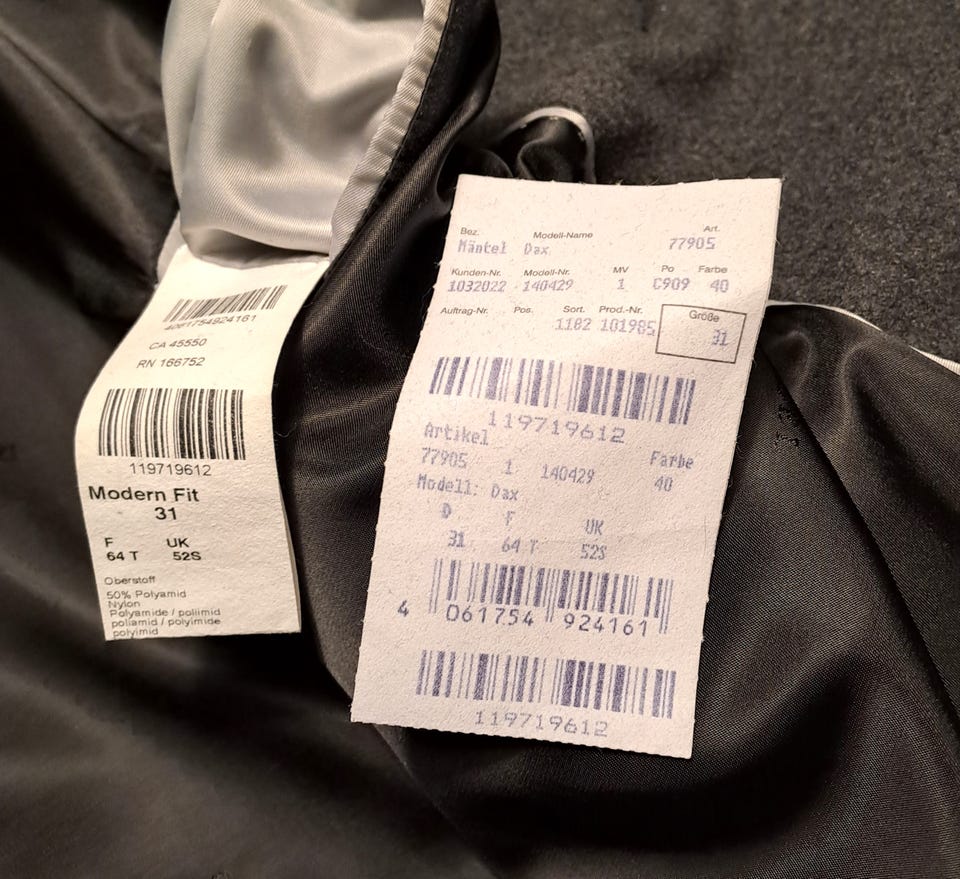 4061754924161
CA 45550
RN 166752
119719612
Modern Fit
31
F UK
64 T 52S
Oberstoff
50% Polyamid
Nylon
Polyamide / poliimid
poliamid / polyimide
polyimid
Bez. Modell-Name Art.
Mäntel Dax 77905
Kunden-Nr. Modell-Nr. MV Po Farbe
1032022 140429 1 C909 40
Auftrag-Nr. Pos. Sort. Prod.-Nr. Größe
1182 101985 31
119719612
Artikel Farbe
77905 1 140429 40
Modell: Dax
D F UK
31 64 T 52S
4 061754 924161
119719612